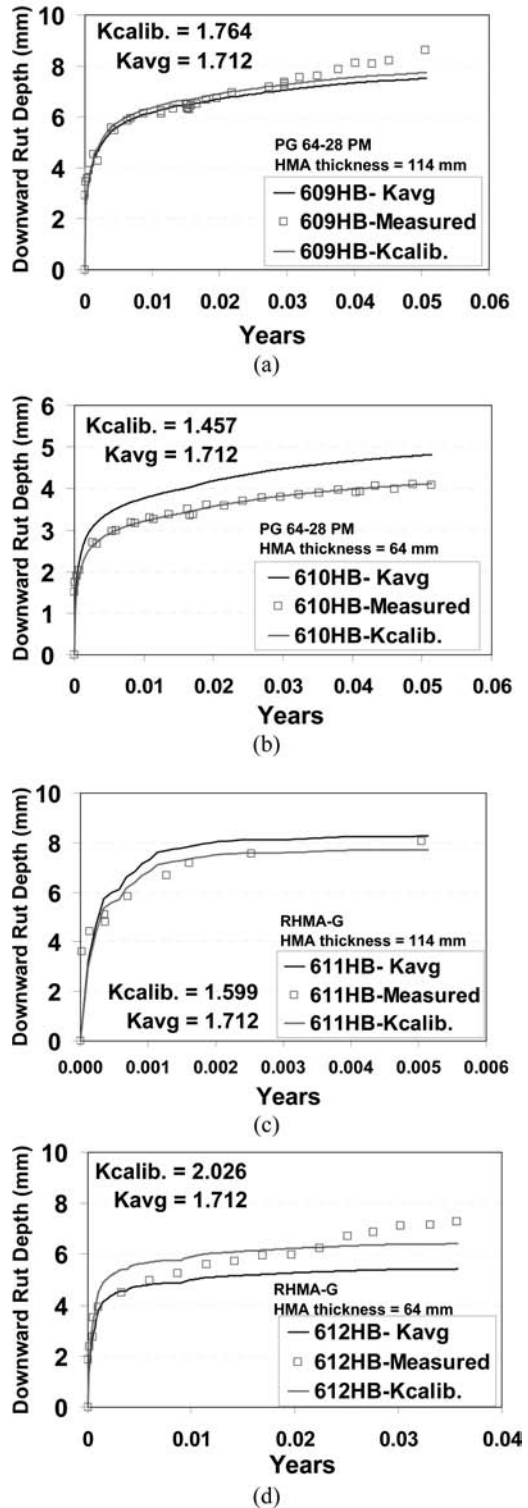 Downward Rut Depth (mm)
10
8
6
4
2
0
Kcalib. = 1.764
Kavg = 1.712
PG 64-28 PM
HMA thickness = 114 mm
609HB- Kavg
609HB-Measured
609HB-Kcalib.
0 0.01 0.02 0.03 0.04 0.05 0.06
Years
(a)
Downward Rut Depth (mm)
6
5
4
3
2
1
0
Kcalib. = 1.457
Kavg = 1.712
PG 64-28 PM
HMA thickness = 64 mm
610HB- Kavg
610HB-Measured
610HB-Kcalib.
0 0.01 0.02 0.03 0.04 0.05 0.06
Years
(b)
Downward Rut Depth (mm)
10
8
6
4
2
0
RHMA-G
HMA thickness = 114 mm
Kcalib. = 1.599
Kavg = 1.712
611HB- Kavg
611HB-Measured
611HB-Kcalib.
0.000 0.001 0.002 0.003 0.004 0.005 0.006
Years
(c)
Downward Rut Depth (mm)
10
8
6
4
2
0
Kcalib. = 2.026
Kavg = 1.712
RHMA-G
HMA thickness = 64 mm
612HB- Kavg
612HB-Measured
612HB-Kcalib.
0 0.01 0.02 0.03 0.04
Years
(d)